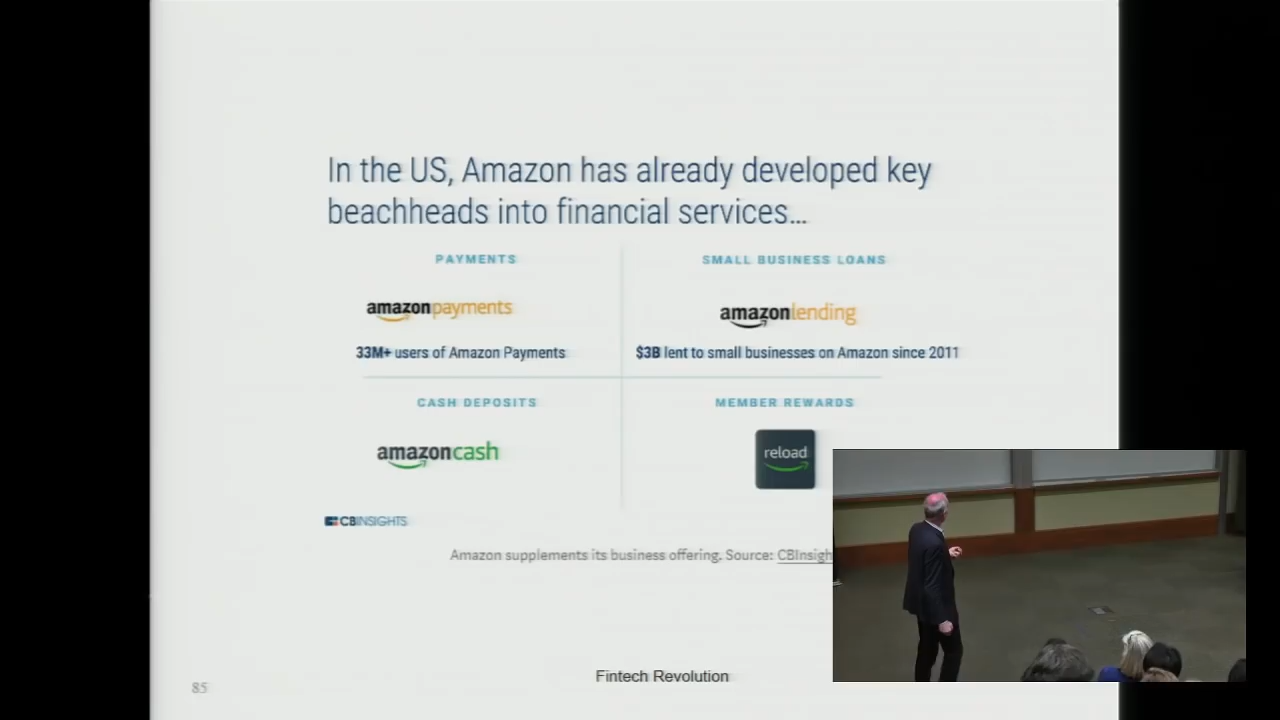 In the US, Amazon has already developed key
beachheads into financial services…
PAYMENTS
amazonpayments
33M+ users of Amazon Payments
SMALL BUSINESS LOANS
amazonlending
$3B lent to small businesses on Amazon since 2011
CASH DEPOSITS
amazoncash
MEMBER REWARDS
reload
CBINSIGHTS
Amazon supplements its business offering. Source: CBInsigh
Fintech Revolution
85